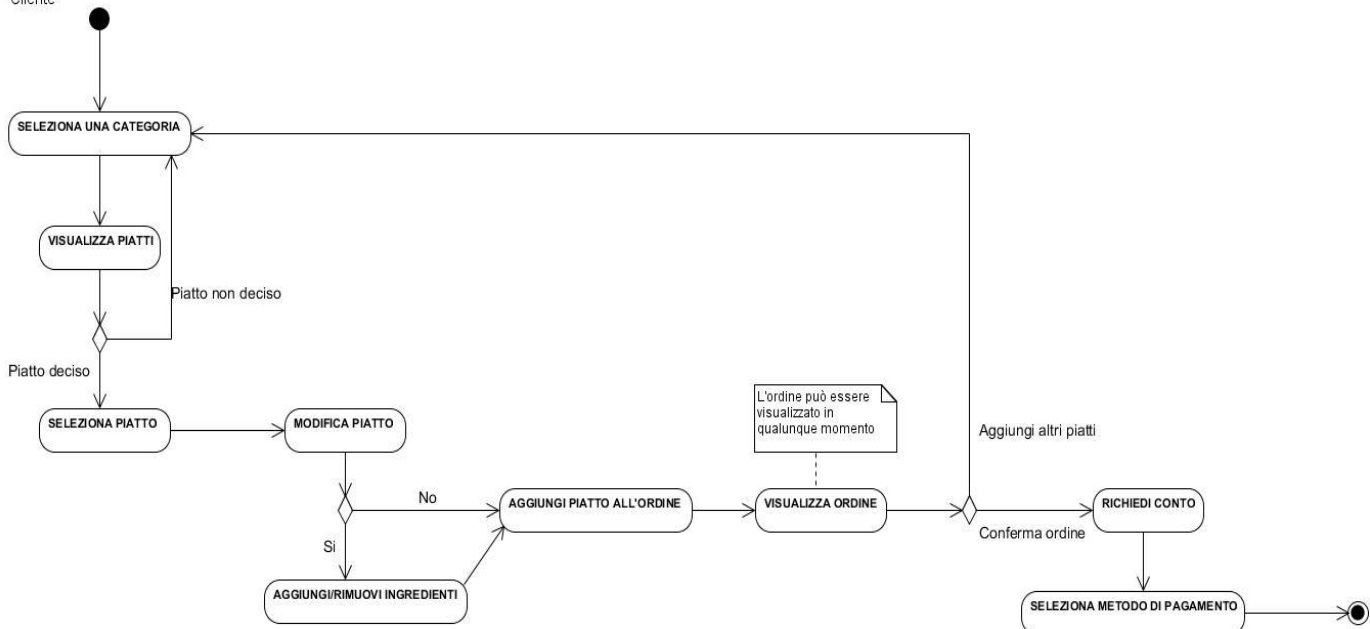 Cliente
SELEZIONA UNA CATEGORIA
VISUALIZZA PIATTI
Piatto non deciso
Piatto deciso
SELEZIONA PIATTO
MODIFICA PIATTO
L'ordine può essere
visualizzato in
qualunque momento
Aggiungi altri piatti
No
AGGIUNGI PIATTO ALL'ORDINE
VISUALIZZA ORDINE
RICHIEDI CONTO
Conferma ordine
Si
AGGIUNGI/RIMUOVI INGREDIENTI
SELEZIONA METODO DI PAGAMENTO